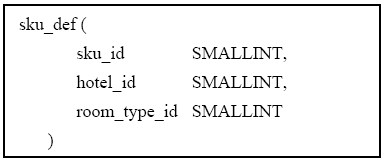 sku_def (
sku_id SMALLINT,
hotel_id SMALLINT,
room_type_id SMALLINT
)